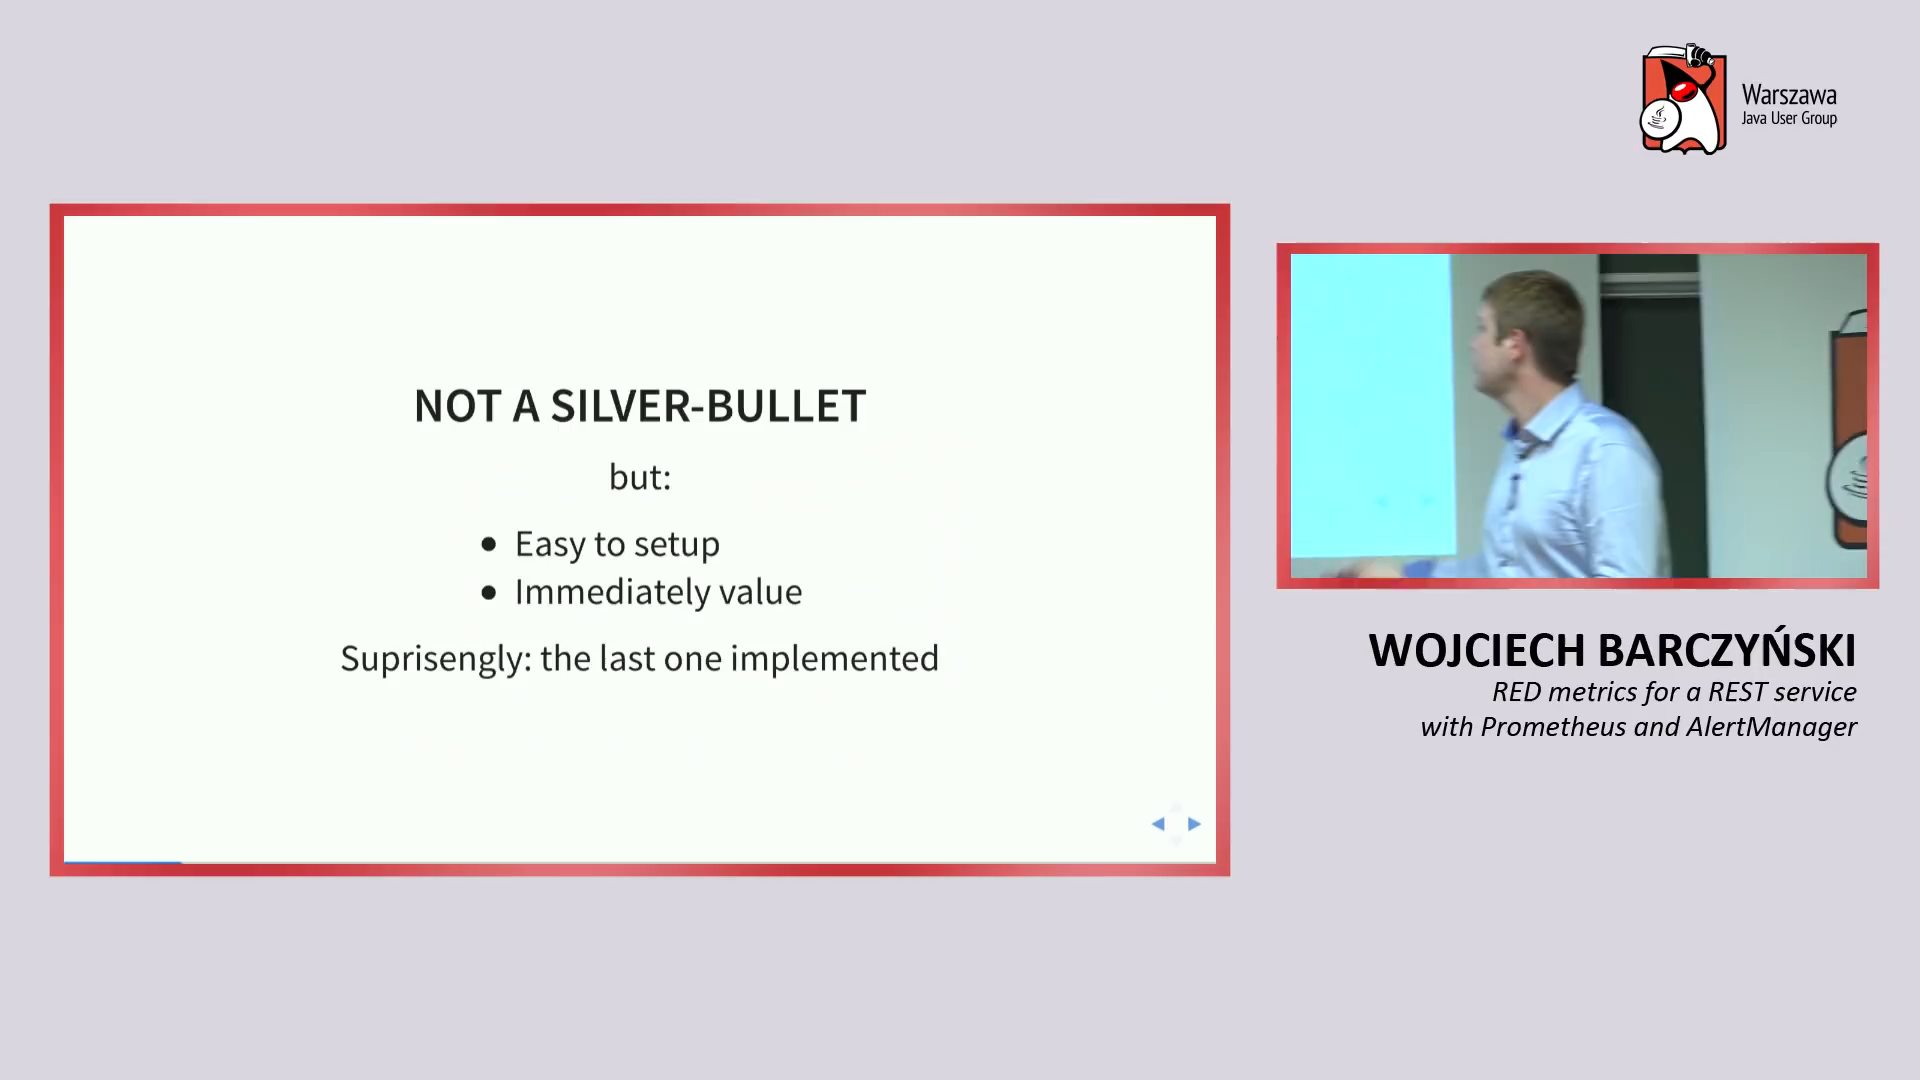 Warszawa
Java User Group
NOT A SILVER-BULLET
but:
• Easy to setup
• Immediately value
Suprisengly: the last one implemented
WOJCIECH BARCZYŃSKI
RED metrics for a REST service
with Prometheus and AlertManager